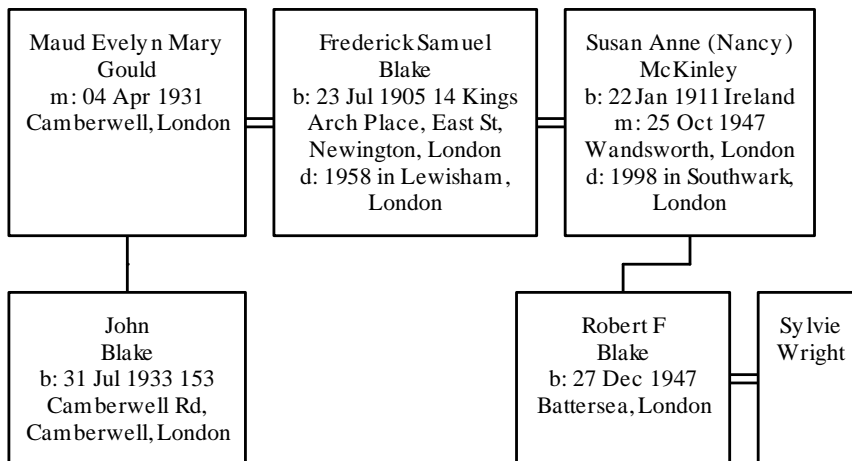 Maud Evelyn Mary
Gould
m: 04 Apr 1931
Camberwell, London
Frederick Samuel
Blake
b: 23 Jul 1905 14 Kings
Arch Place, East St,
Newington, London
d: 1958 in Lewisham,
London
Susan Anne (Nancy)
McKinley
b: 22 Jan 1911 Ireland
m: 25 Oct 1947
Wandsworth, London
d: 1998 in Southwark,
London
John
Blake
b: 31 Jul 1933 153
Camberwell Rd,
Camberwell, London
Robert F
Blake
b: 27 Dec 1947
Battersea, London
Sylvie
Wright